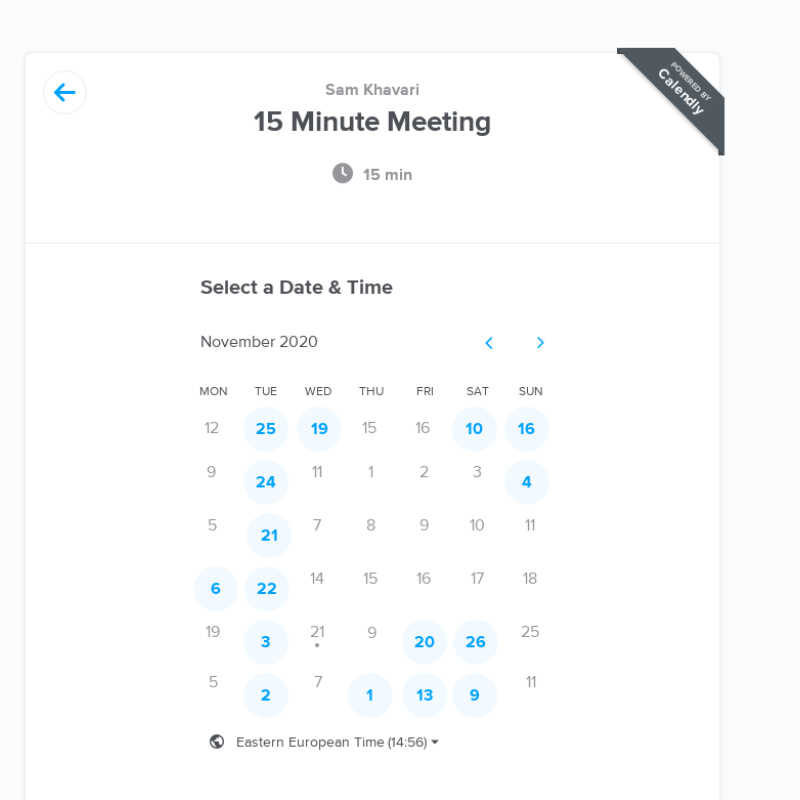 POWERED BY
Calendly
Sam Khavari
15 Minute Meeting
15 min
Select a Date & Time
November 2020
MON TUE WED THU FRI SAT SUN
12 25 19 15 16 10 16
9 24 11 1 2 3 4
5 21 7 8 9 10 11
6 22 14 15 16 17 18
19 3 21 9 20 26 25
5 2 7 1 13 9 11
Eastern European Time (14:56)